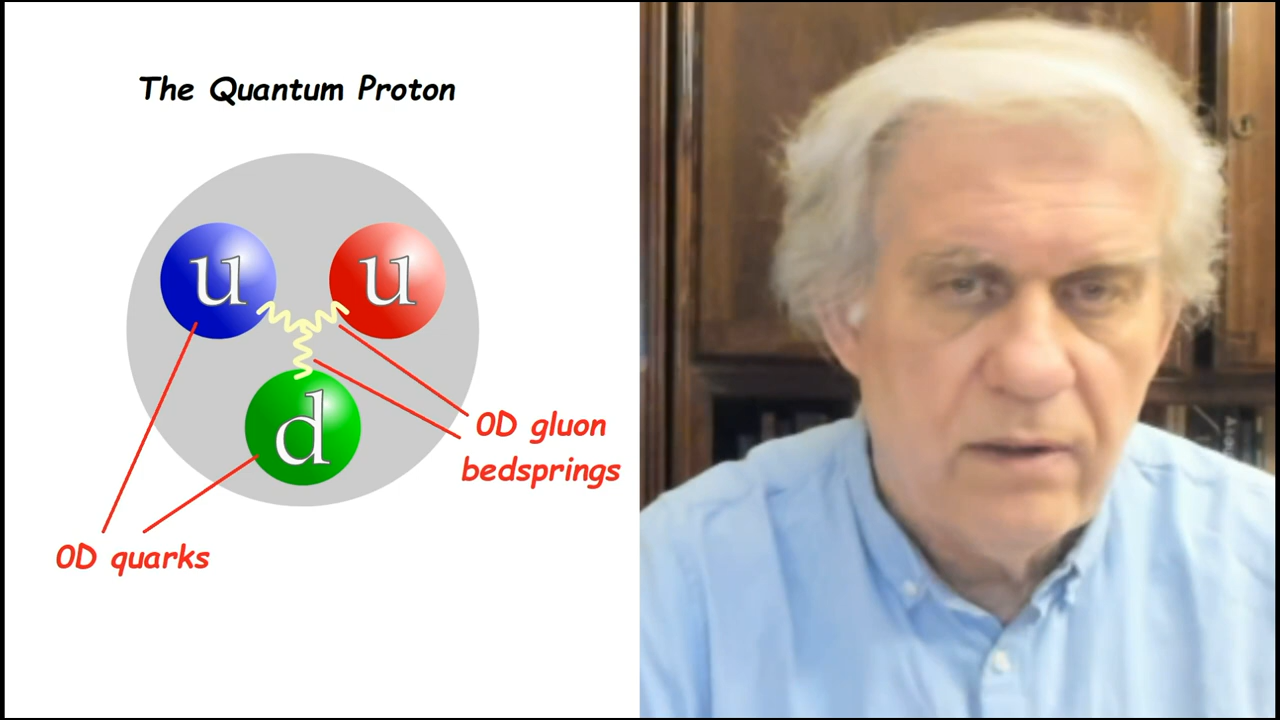 The Quantum Proton
u u
d
0D gluon
bedsprings
0D quarks